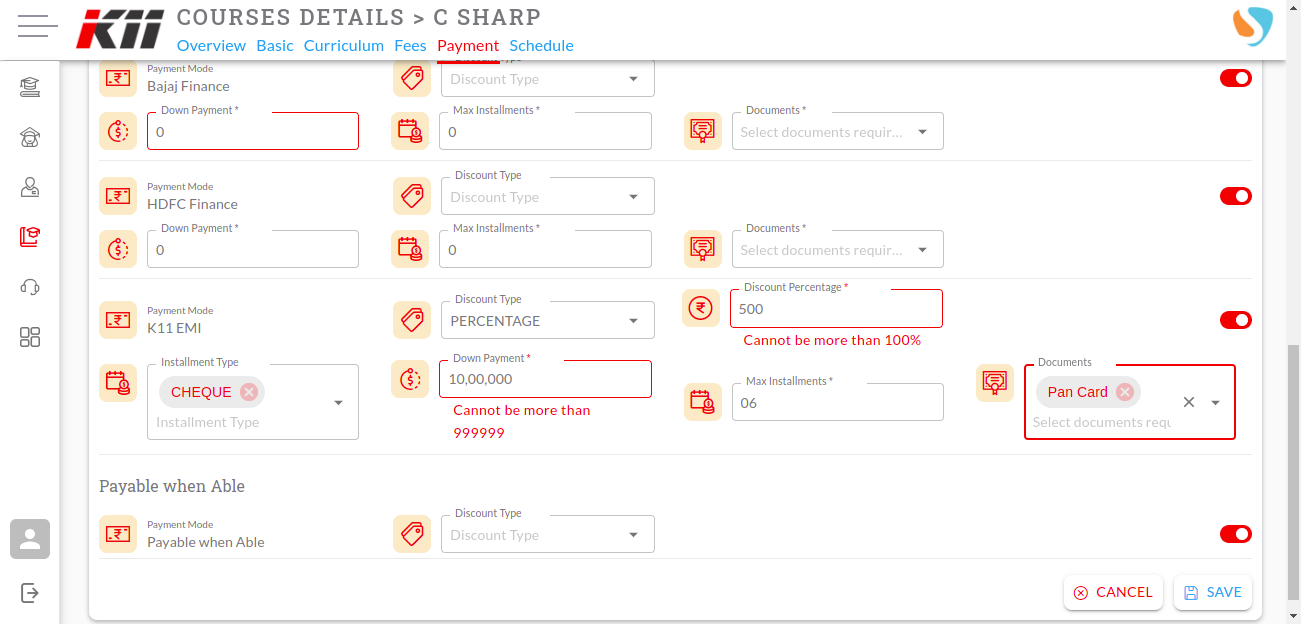 K11
COURSES DETAILS > C SHARP
Overview Basic Curriculum Fees Payment Schedule
Payment Mode
Bajaj Finance
Discount Type
Discount Type
Down Payment *
0
Max Installments *
0
Documents *
Select documents requir...
Payment Mode
HDFC Finance
Discount Type
Discount Type
Down Payment *
0
Max Installments *
0
Documents *
Select documents requir...
Payment Mode
K11 EMI
Discount Type
PERCENTAGE
Discount Percentage *
500
Cannot be more than 100%
Installment Type
CHEQUE
Installment Type
Down Payment *
10,00,000
Cannot be more than
999999
Max Installments *
06
Documents
Pan Card
Select documents requ
Payable when Able
Payment Mode
Payable when Able
Discount Type
Discount Type
CANCEL
SAVE